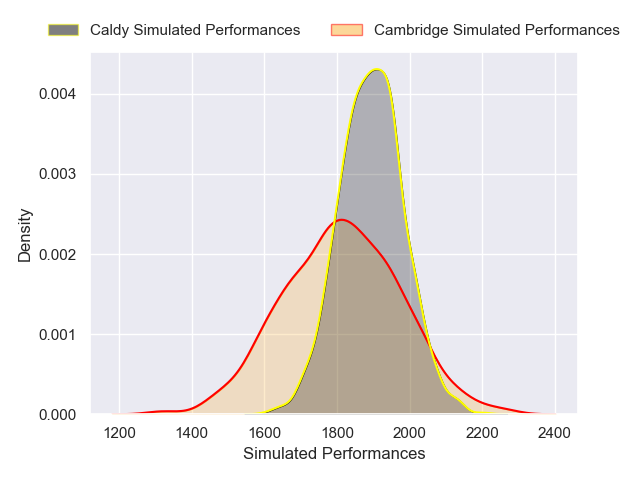 Caldy Simulated Performances
Cambridge Simulated Performances
0.004
0.003
0.002
0.001
0.000
Density
1200 1400 1600 1800 2000 2200 2400
Simulated Performances